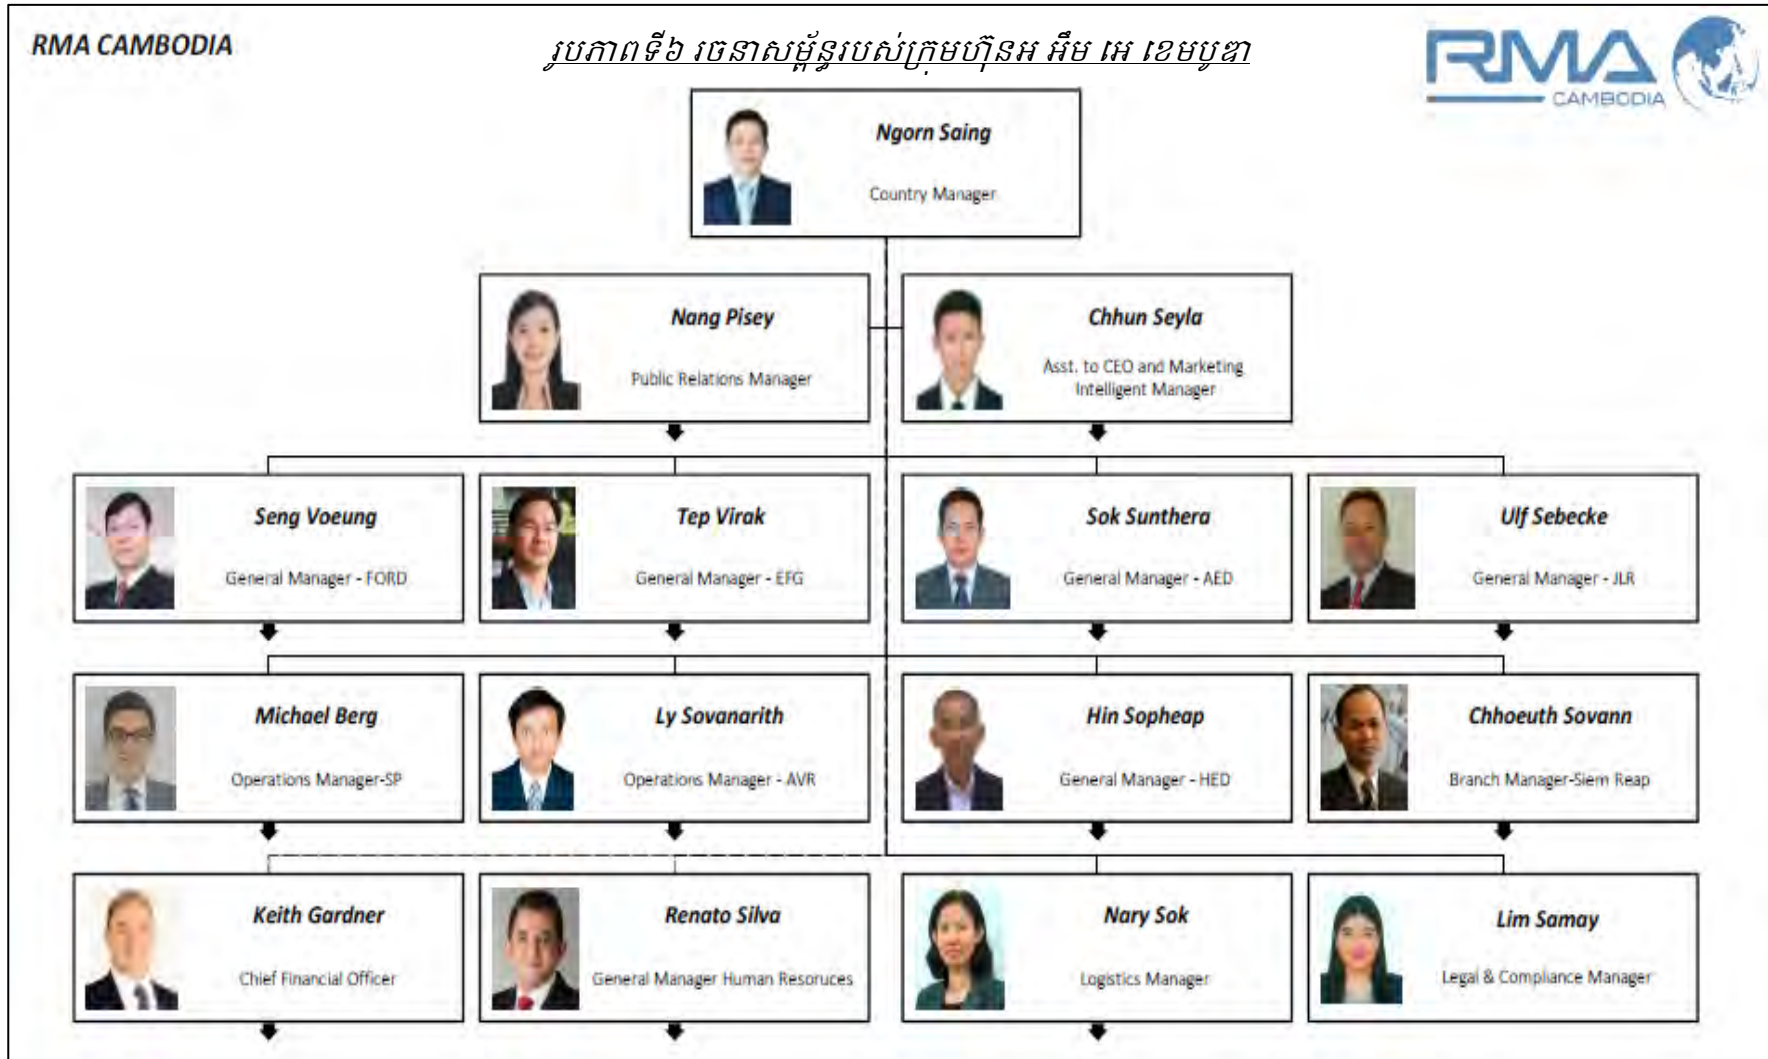 RMA CAMBODIA
រូបភាពទី៦ រចនាសម្ព័ន្ធរបស់ក្រុមហ៊ុនអ អឹម អេ ខេមបូឌា
RMA
CAMBODIA
Ngorn Saing
Country Manager
Nang Pisey
Public Relations Manager
Chhun Seyla
Asst. to CEO and Marketing
Intelligent Manager
Seng Voeung
General Manager - FORD
Tep Virak
General Manager - EFG
Sok Sunthera
General Manager - AED
Ulf Sebecke
General Manager - JLR
Michael Berg
Operations Manager-SP
Ly Sovanarith
Operations Manager - AVR
Hin Sopheap
General Manager - HED
Chhoeuth Sovann
Branch Manager-Siem Reap
Keith Gardner
Chief Financial Officer
Renato Silva
General Manager Human Resoruces
Nary Sok
Logistics Manager
Lim Samay
Legal & Compliance Manager